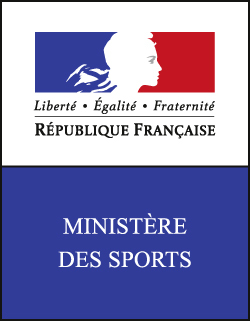 Liberté • Égalité • Fraternité
RÉPUBLIQUE FRANÇAISE
MINISTÈRE
DES SPORTS